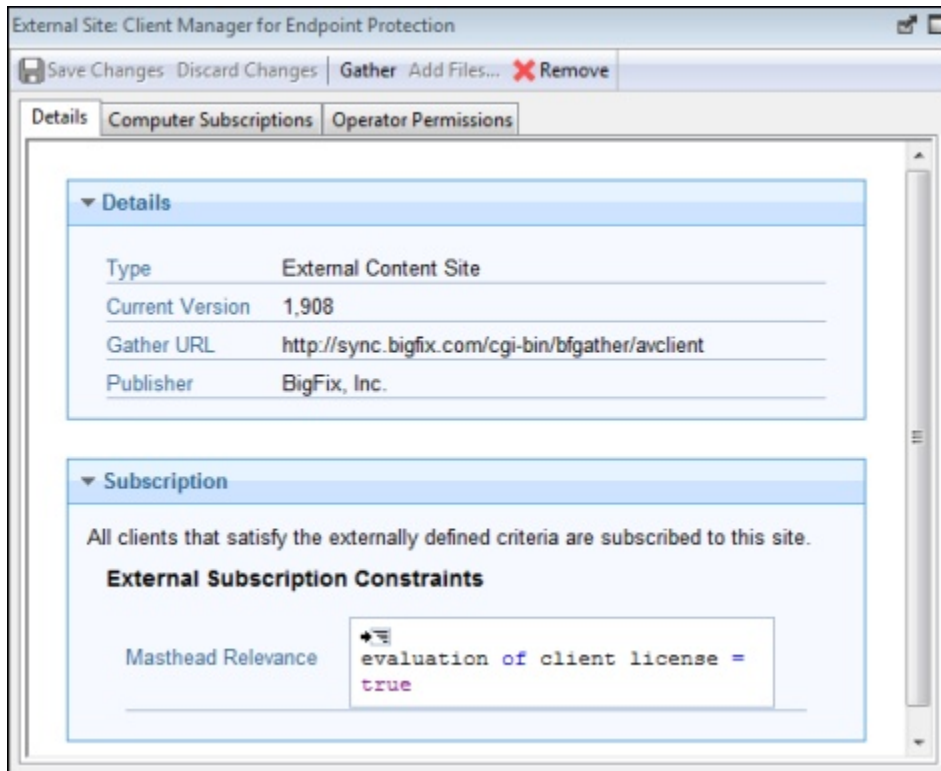 External Site: Client Manager for Endpoint Protection
Save Changes Discard Changes Gather Add Files... Remove
Details Computer Subscriptions Operator Permissions
Details
Type External Content Site
Current Version 1,908
Gather URL http://sync.bigfix.com/cgi-bin/bfgather/avclient
Publisher BigFix, Inc.
Subscription
All clients that satisfy the externally defined criteria are subscribed to this site.
External Subscription Constraints
Masthead Relevance evaluation of client license =
true